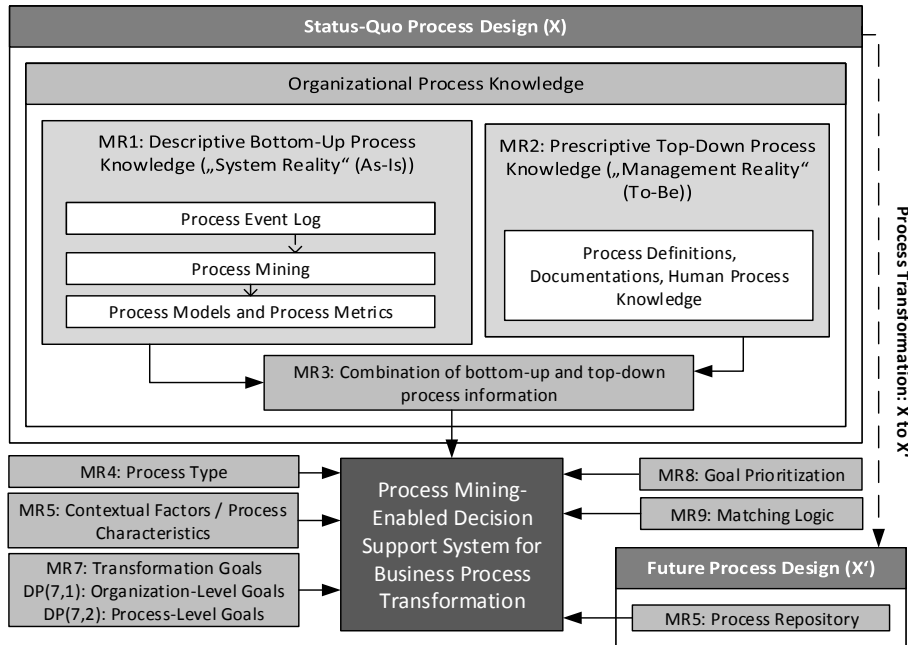 Status-Quo Process Design (X)
Organizational Process Knowledge
MR1: Descriptive Bottom-Up Process
Knowledge („System Reality“ (As-Is))
Process Event Log
Process Mining
Process Models and Process Metrics
MR2: Prescriptive Top-Down Process
Knowledge („Management Reality“
(To-Be))
Process Definitions,
Documentations, Human Process
Knowledge
MR3: Combination of bottom-up and top-down
process information
Process Transformation: X to X‘
MR4: Process Type
MR5: Contextual Factors / Process
Characteristics
MR7: Transformation Goals
DP(7,1): Organization-Level Goals
DP(7,2): Process-Level Goals
Process Mining-
Enabled Decision
Support System for
Business Process
Transformation
MR8: Goal Prioritization
MR9: Matching Logic
Future Process Design (X‘)
MR5: Process Repository